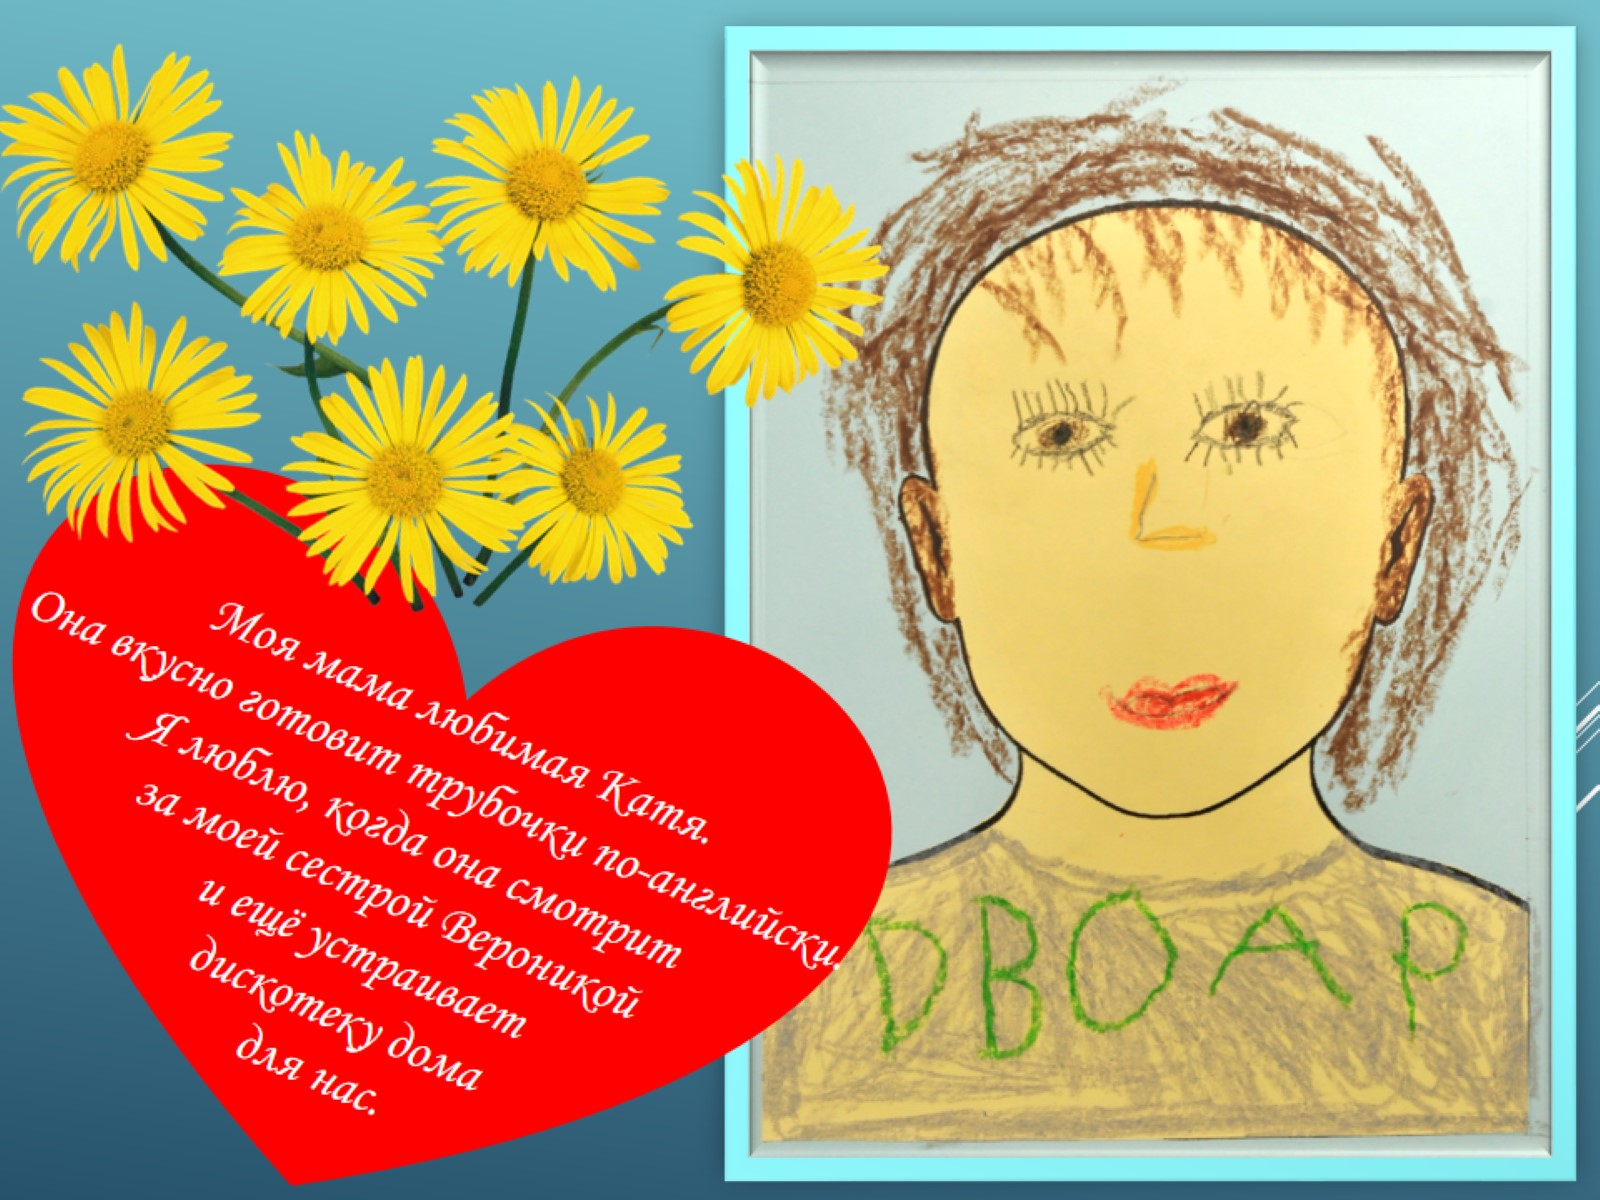 Моя мама любимая Катя.
Она вкусно готовит трубочки по-английски.
Я люблю, когда она смотрит
за моей сестрой Вероникой
и ещё устраивает
дискотеку дома
для нас.
DBOAP